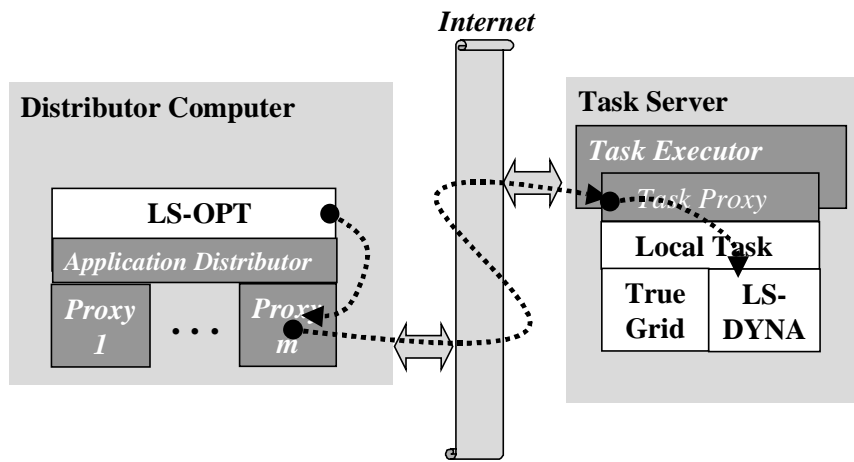 Internet
Distributor Computer
LS-OPT
Application Distributor
Proxy
1
. . .
Proxy
m
Task Server
Task Executor
Task Proxy
Local Task
True
Grid
LS-
DYNA